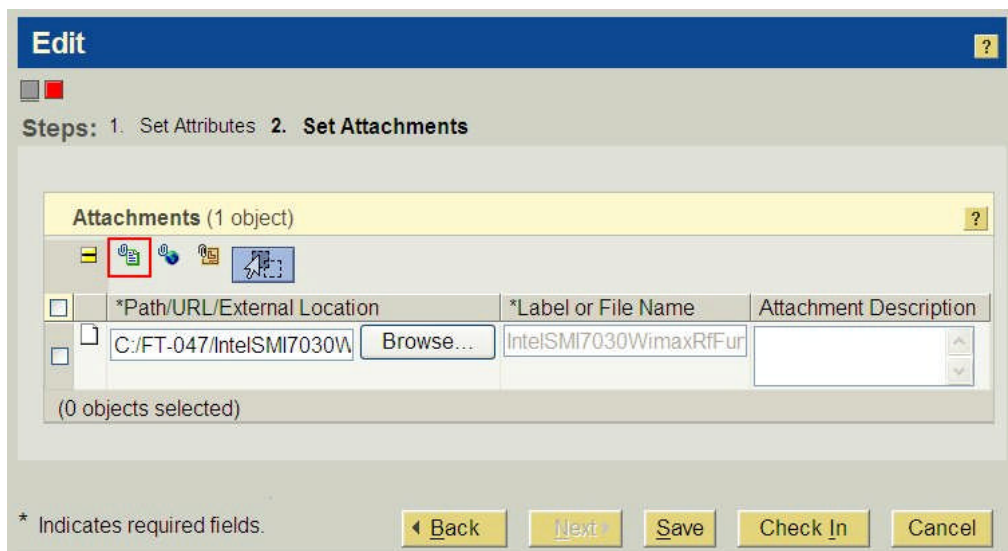 Edit
?
Steps: 1. Set Attributes 2. Set Attachments
Attachments (1 object)
?
*Path/URL/External Location *Label or File Name Attachment Description
C:/FT-047/IntelSMI7030W Browse... IntelSMI7030WimaxRfFur
(0 objects selected)
* Indicates required fields. Back Next Save Check In Cancel